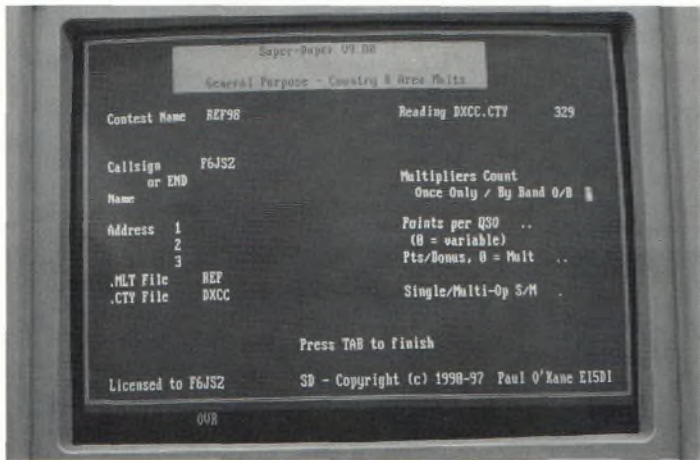 Super-Duper V9.00
General Purpose - Country & Area Mults
Contest Name REF98
Reading DXCC.CTY 329
Callsign F6JSZ
or END
Name
Multipliers Count
Once Only / By Band O/B
Address 1
2
3
Points per QSO ..
(0 = variable)
Pts/Bonus, 0 = Mult ..
.MLT File REF
.CTY File DXCC
Single/Multi-Op S/M .
Press TAB to finish
Licensed to F6JSZ
SD - Copyright (c) 1990-97 Paul O'Kane EI5DI
OVR